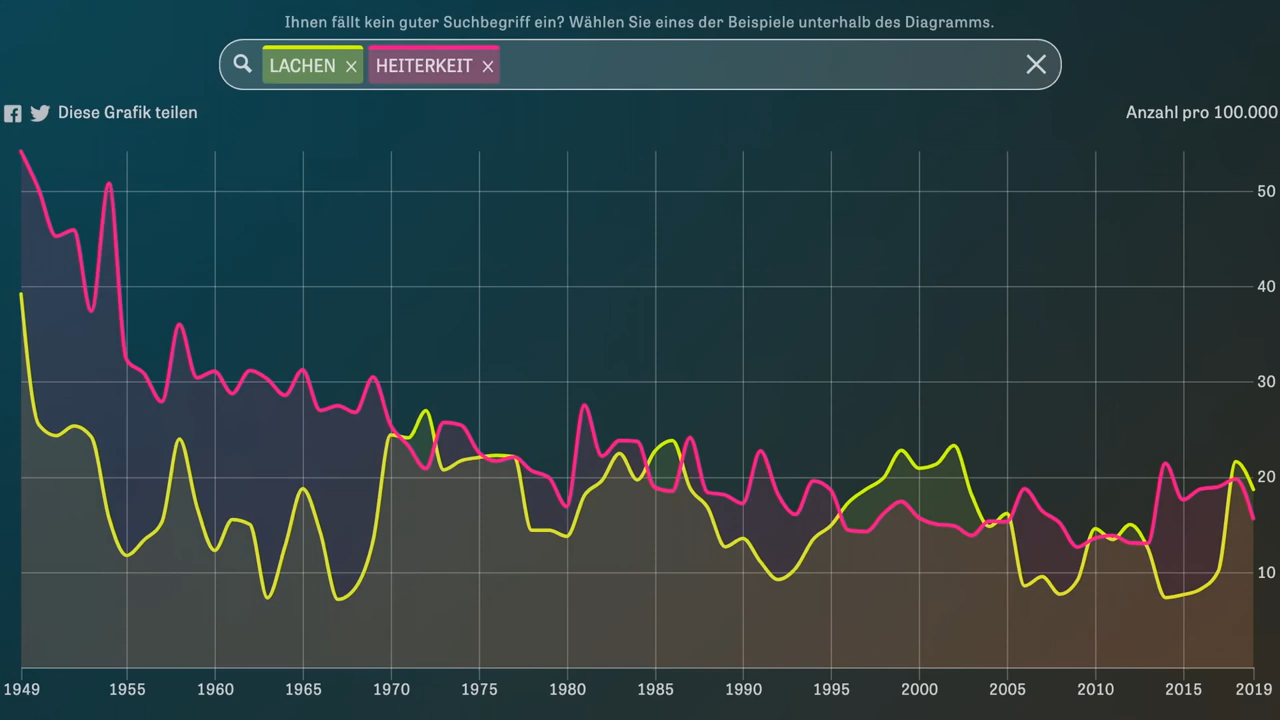 Ihnen fällt kein guter Suchbegriff ein? Wählen Sie eines der Beispiele unterhalb des Diagramms.
LACHEN × HEITERKEIT ×
Diese Grafik teilen
Anzahl pro 100.000
50
40
30
20
10
1949 1955 1960 1965 1970 1975 1980 1985 1990 1995 2000 2005 2010 2015 2019